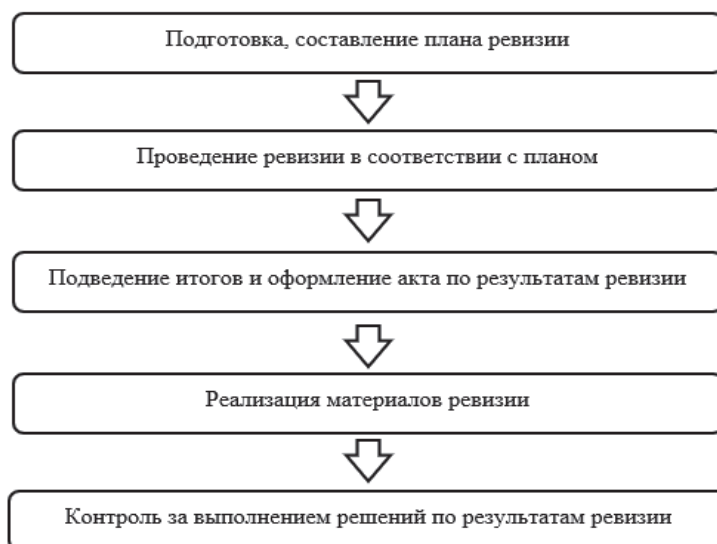 Подготовка, составление плана ревизии
Проведение ревизии в соответствии с планом
Подведение итогов и оформление акта по результатам ревизии
Реализация материалов ревизии
Контроль за выполнением решений по результатам ревизии